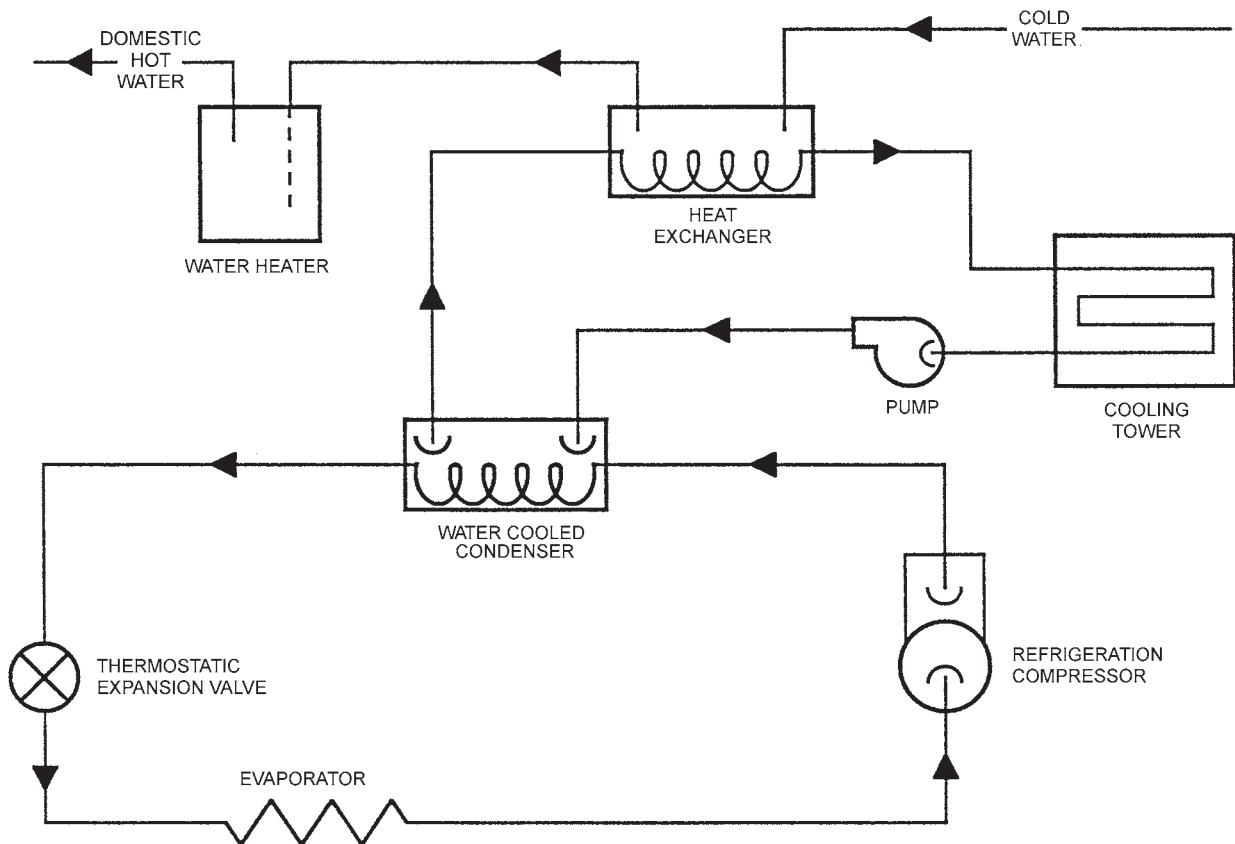 DOMESTIC
HOT
WATER
COLD
WATER.
HEAT
EXCHANGER
WATER HEATER
PUMP
COOLING
TOWER
WATER COOLED
CONDENSER
THERMOSTATIC
EXPANSION VALVE
REFRIGERATION
COMPRESSOR
EVAPORATOR